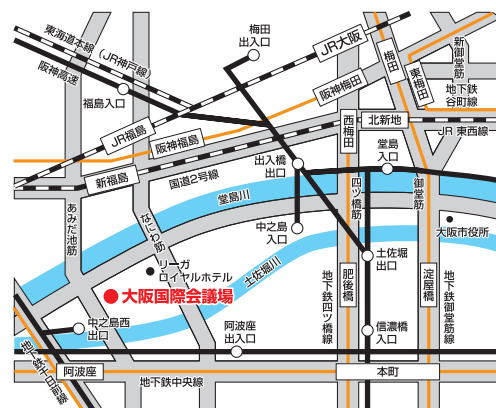 梅田
出入口
東海道本線
(JR神戸線)
JR大阪
梅田
新御堂筋
阪神高速
福島入口
阪神梅田
東梅田
地下鉄
谷町線
JR福島
阪神福島
西梅田
北新地
JR 東西線
新福島
国道2号線
出入橋
出口
堂島
入口
堂島川
四ツ橋筋
御堂筋
あみだ池筋
なにわ筋
中之島
入口
大阪市役所
リーガ
ロイヤルホテル
土佐堀川
土佐堀
出口
大阪国際会議場
地下鉄四ツ橋線
肥後橋
淀屋橋
地下鉄御堂筋線
中之島西
出口
阿波座
出入口
信濃橋
入口
地下鉄千日前線
阿波座
地下鉄中央線
本町